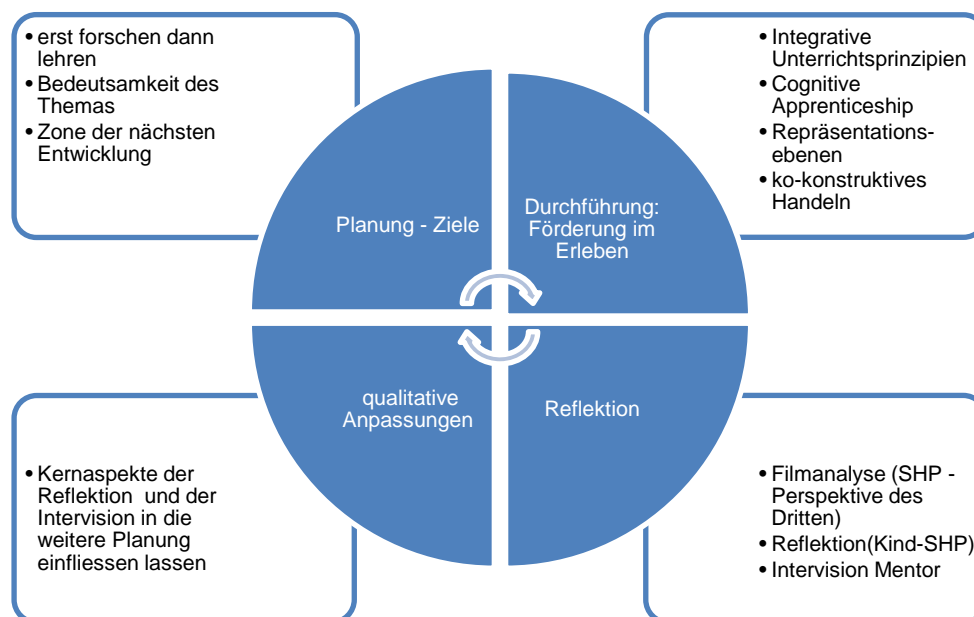 • erst forschen dann
lehren
• Bedeutsamkeit des
Themas
• Zone der nächsten
Entwicklung
• Integrative
Unterrichtsprinzipien
• Cognitive
Apprenticeship
• Repräsentations-
ebenen
• ko-konstruktives
Handeln
Planung - Ziele
Durchführung:
Förderung im
Erleben
qualitative
Anpassungen
Reflektion
• Kernaspekte der
Reflektion und der
Intervision in die
weitere Planung
einfliessen lassen
• Filmanalyse (SHP -
Perspektive des
Dritten)
• Reflektion(Kind-SHP)
• Intervision Mentor